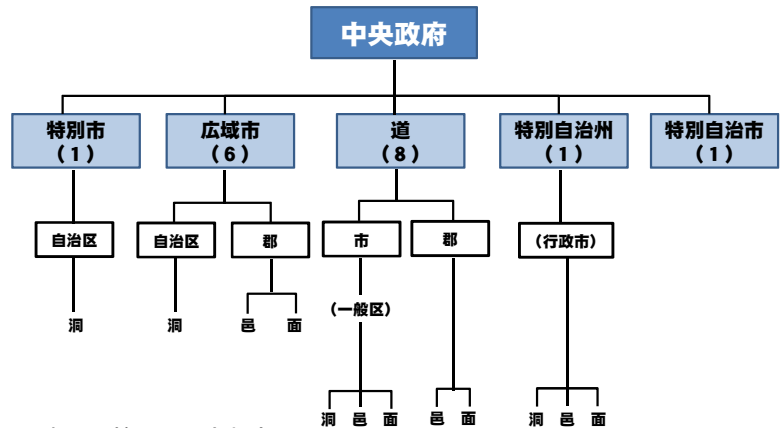 中央政府
特別市
(1)
広域市
(6)
道
(8)
特別自治州
(1)
特別自治市
(1)
自治区
自治区
郡
市
郡
(行政市)
洞
洞
邑 面
(一般区)
洞 邑 面
邑 面
洞 邑 面